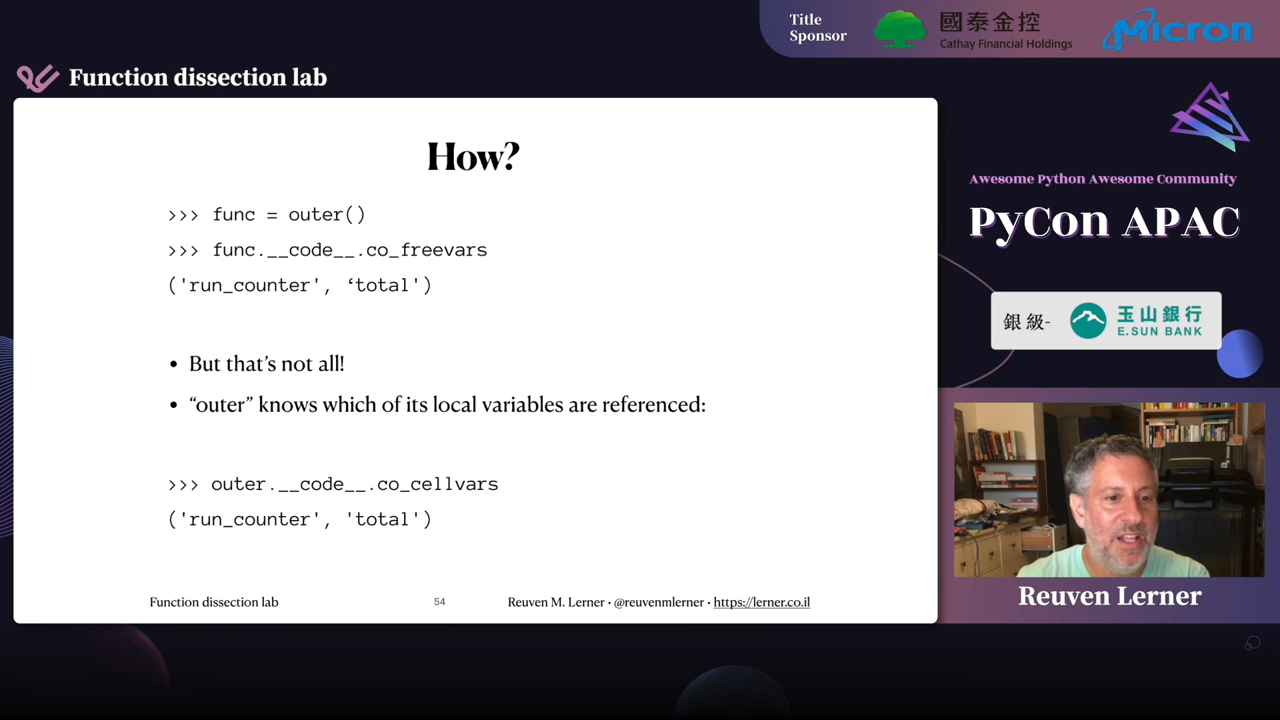 Title
Sponsor
國泰金控
Cathay Financial Holdings
Micron
Function dissection lab
How?
>>> func = outer()
>>> func.__code__.co_freevars
('run_counter', ‘total')
• But that’s not all!
• “outer” knows which of its local variables are referenced:
>>> outer.__code__.co_cellvars
('run_counter', 'total')
Function dissection lab
54
Reuven M. Lerner • @reuvenmlerner • https://lerner.co.il
Awesome Python Awesome Community
PyCon APAC
銀級-
玉山銀行
E.SUN BANK
Reuven Lerner